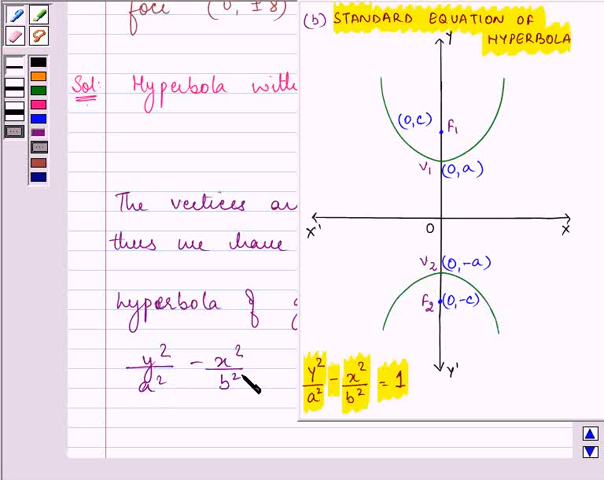 foci (0, ±8)
Sol: Hyperbola with
The vertices are
thus we have
hyperbola of
y²/a² - x²/b²
(b) STANDARD EQUATION OF
HYPERBOLA
Y
(0,c) F₁
V₁ (0,a)
X' O X
V₂ (0,-a)
F₂ (0,-c)
Y'
y²/a² - x²/b² = 1